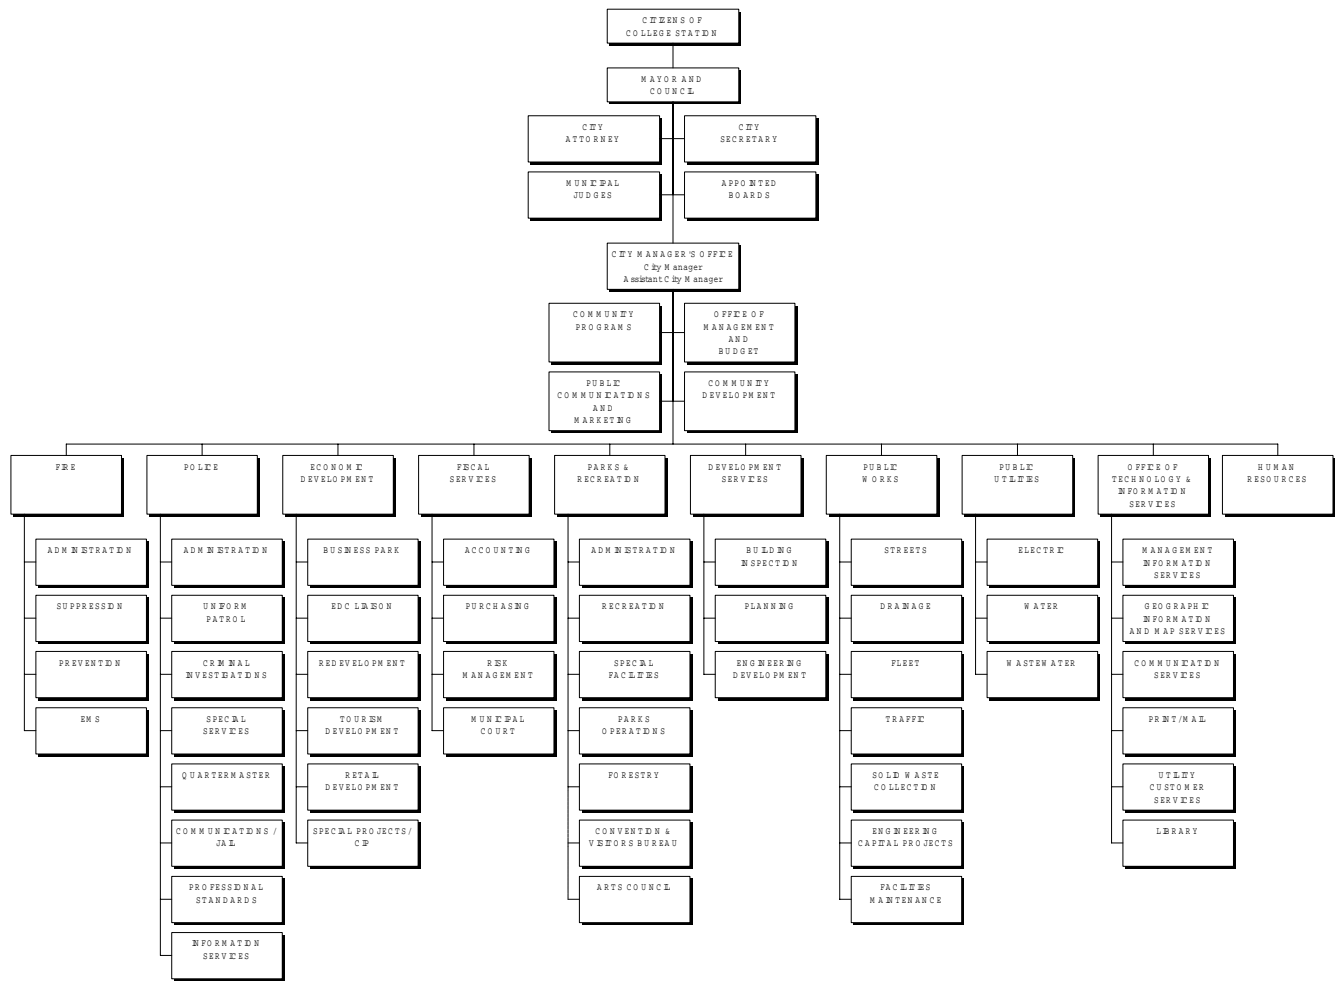 CITIZENS OF
COLLEGE STATION
MAYOR AND
COUNCIL
CITY
ATTORNEY
CITY
SECRETARY
MUNICIPAL
JUDGES
APPOINTED
BOARDS
CITY MANAGER'S OFFICE
City Manager
Assistant City Manager
COMMUNITY
PROGRAMS
OFFICE OF
MANAGEMENT
AND
BUDGET
PUBLIC
COMMUNICATIONS
AND
MARKETING
COMMUNITY
DEVELOPMENT
FIRE
ADMINISTRATION
SUPPRESSION
PREVENTION
EMS
POLICE
ADMINISTRATION
UNIFORM
PATROL
CRIMINAL
INVESTIGATIONS
SPECIAL
SERVICES
QUARTERMASTER
COMMUNICATIONS /
JAIL
PROFESSIONAL
STANDARDS
INFORMATION
SERVICES
ECONOMIC
DEVELOPMENT
BUSINESS PARK
EDC LIAISON
REDEVELOPMENT
TOURISM
DEVELOPMENT
RETAIL
DEVELOPMENT
SPECIAL PROJECTS /
CIP
FISCAL
SERVICES
ACCOUNTING
PURCHASING
RISK
MANAGEMENT
MUNICIPAL
COURT
PARKS &
RECREATION
ADMINISTRATION
RECREATION
SPECIAL
FACILITIES
PARKS
OPERATIONS
FORESTRY
CONVENTION &
VISITORS BUREAU
ARTS COUNCIL
DEVELOPMENT
SERVICES
BUILDING
INSPECTION
PLANNING
ENGINEERING
DEVELOPMENT
PUBLIC
WORKS
STREETS
DRAINAGE
FLEET
TRAFFIC
SOLID WASTE
COLLECTION
ENGINEERING
CAPITAL PROJECTS
FACILITIES
MAINTENANCE
PUBLIC
UTILITIES
ELECTRIC
WATER
WASTEWATER
OFFICE OF
TECHNOLOGY &
INFORMATION
SERVICES
MANAGEMENT
INFORMATION
SERVICES
GEOGRAPHIC
INFORMATION
AND MAP SERVICES
COMMUNICATION
SERVICES
PRINT/MAIL
UTILITY
CUSTOMER
SERVICES
LIBRARY
HUMAN
RESOURCES